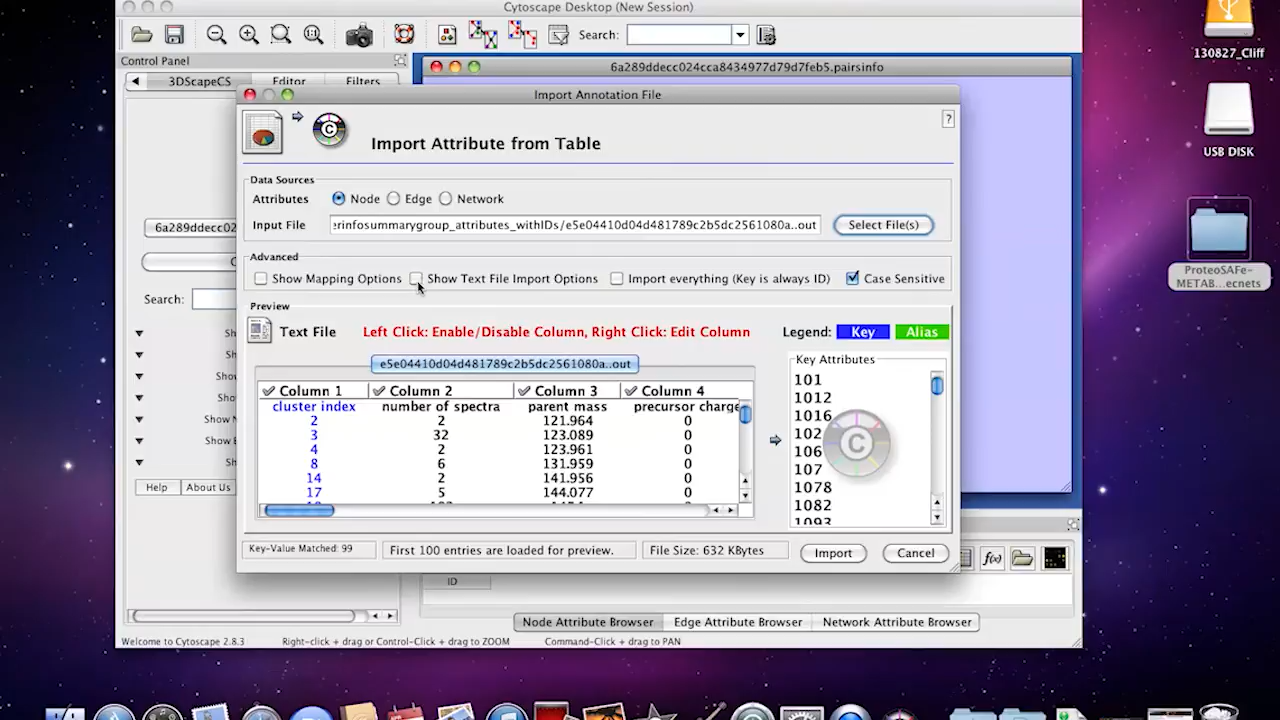 Cytoscape Desktop (New Session)
Search:
Control Panel
3DScapeCS Editor Filters
6a289ddecc024cca8434977d79d7feb5.pairsinfo
130827_Cliff
USB DISK
ProteoSAFe-
METAB...ecnets
Import Annotation File
Import Attribute from Table
?
Data Sources
Attributes Node Edge Network
Input File erinfosummarygroup_attributes_withIDs/e5e04410d04d481789c2b5dc2561080a..out Select File(s)
6a289ddecc02
Advanced
Show Mapping Options Show Text File Import Options Import everything (Key is always ID) Case Sensitive
Search:
Preview
Text File Left Click: Enable/Disable Column, Right Click: Edit Column Legend: Key Alias
e5e04410d04d481789c2b5dc2561080a..out
Key Attributes
Column 1 Column 2 Column 3 Column 4
cluster index number of spectra parent mass precursor charge
2 2 121.964 0
3 32 123.089 0
4 2 123.961 0
8 6 131.959 0
14 2 141.956 0
17 5 144.077 0
101
1012
1016
102
106
107
1078
1082
1093
C
Help About Us
Key-Value Matched: 99 First 100 entries are loaded for preview. File Size: 632 KBytes Import Cancel
f(x)
ID
Node Attribute Browser Edge Attribute Browser Network Attribute Browser
Welcome to Cytoscape 2.8.3 Right-click + drag or Control-Click + drag to ZOOM Command-Click + drag to PAN